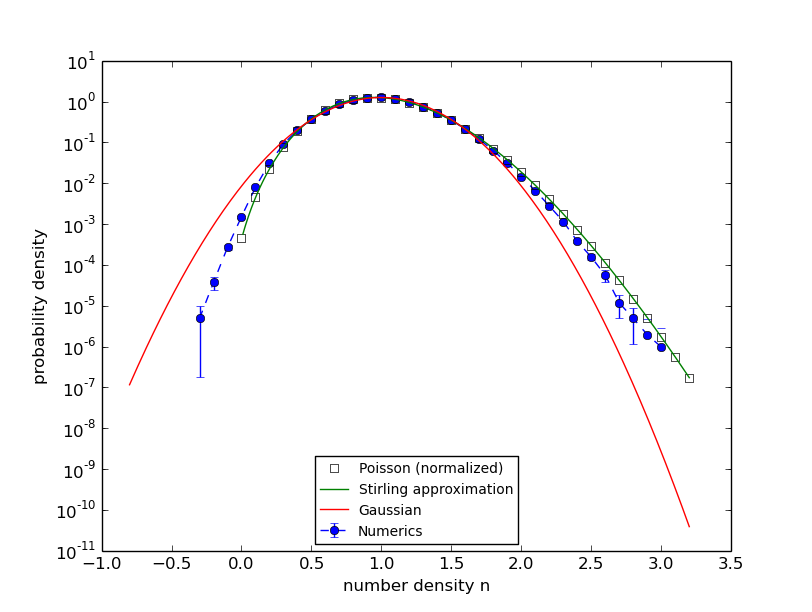 10^1
10^0
10^-1
10^-2
10^-3
10^-4
10^-5
10^-6
10^-7
10^-8
10^-9
10^-10
10^-11
probability density
Poisson (normalized)
Stirling approximation
Gaussian
Numerics
−1.0 −0.5 0.0 0.5 1.0 1.5 2.0 2.5 3.0 3.5
number density n